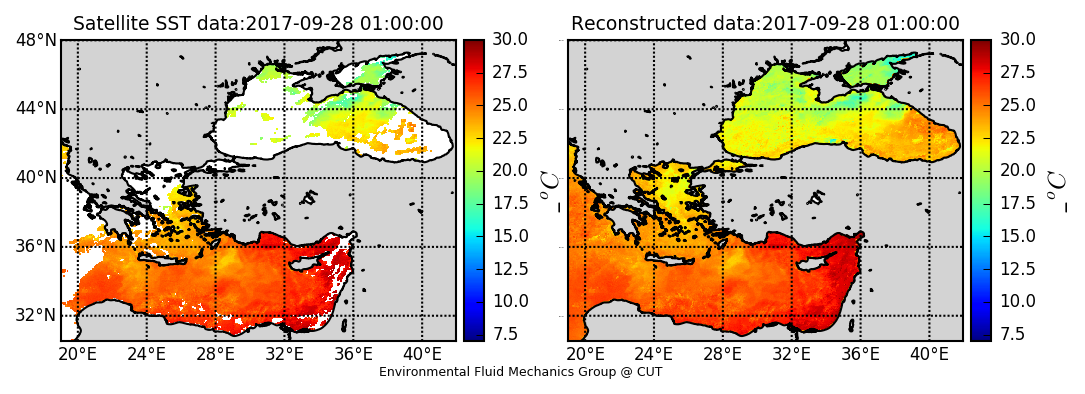 Satellite SST data:2017-09-28 01:00:00
48°N
44°N
40°N
36°N
32°N
20°E 24°E 28°E 32°E 36°E 40°E
30.0
27.5
25.0
22.5
20.0
17.5
15.0
12.5
10.0
7.5
_°C
Reconstructed data:2017-09-28 01:00:00
20°E 24°E 28°E 32°E 36°E 40°E
30.0
27.5
25.0
22.5
20.0
17.5
15.0
12.5
10.0
7.5
_°C
Environmental Fluid Mechanics Group @ CUT